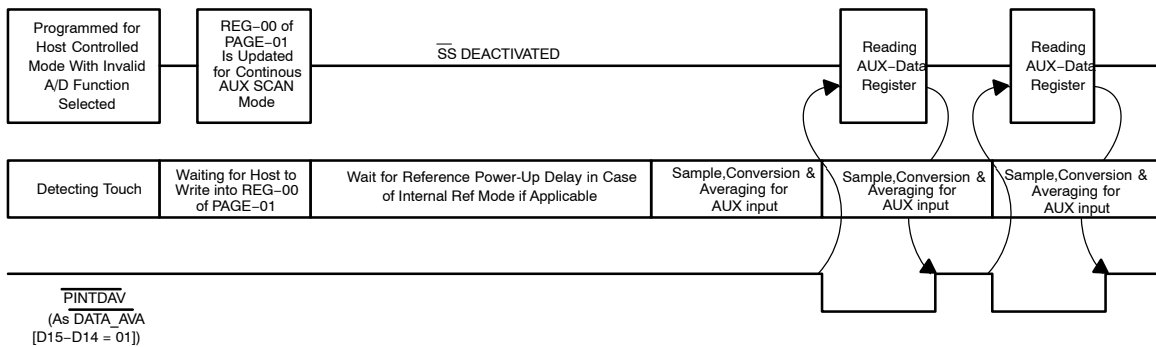 Programmed for
Host Controlled
Mode With Invalid
A/D Function
Selected
REG−00 of
PAGE−01
Is Updated
for Continous
AUX SCAN
Mode
SS DEACTIVATED
Reading
AUX−Data
Register
Reading
AUX−Data
Register
Detecting Touch
Waiting for Host to
Write into REG−00
of PAGE−01
Wait for Reference Power-Up Delay in Case
of Internal Ref Mode if Applicable
Sample,Conversion &
Averaging for
AUX input
Sample,Conversion &
Averaging for
AUX input
Sample,Conversion &
Averaging for
AUX input
PINTDAV
(As DATA_AVA
[D15−D14 = 01])